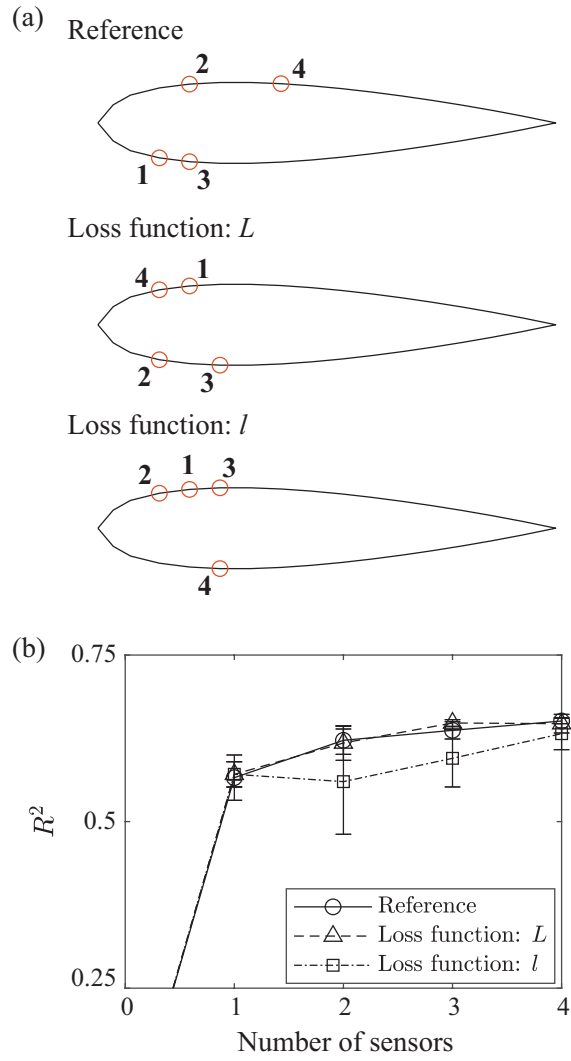 (a)
Reference
2 4
1 3
Loss function: L
4 1
2 3
Loss function: l
2 1 3
4
(b)
0.75
0.5
0.25
R²
Reference
Loss function: L
Loss function: l
0 1 2 3 4
Number of sensors